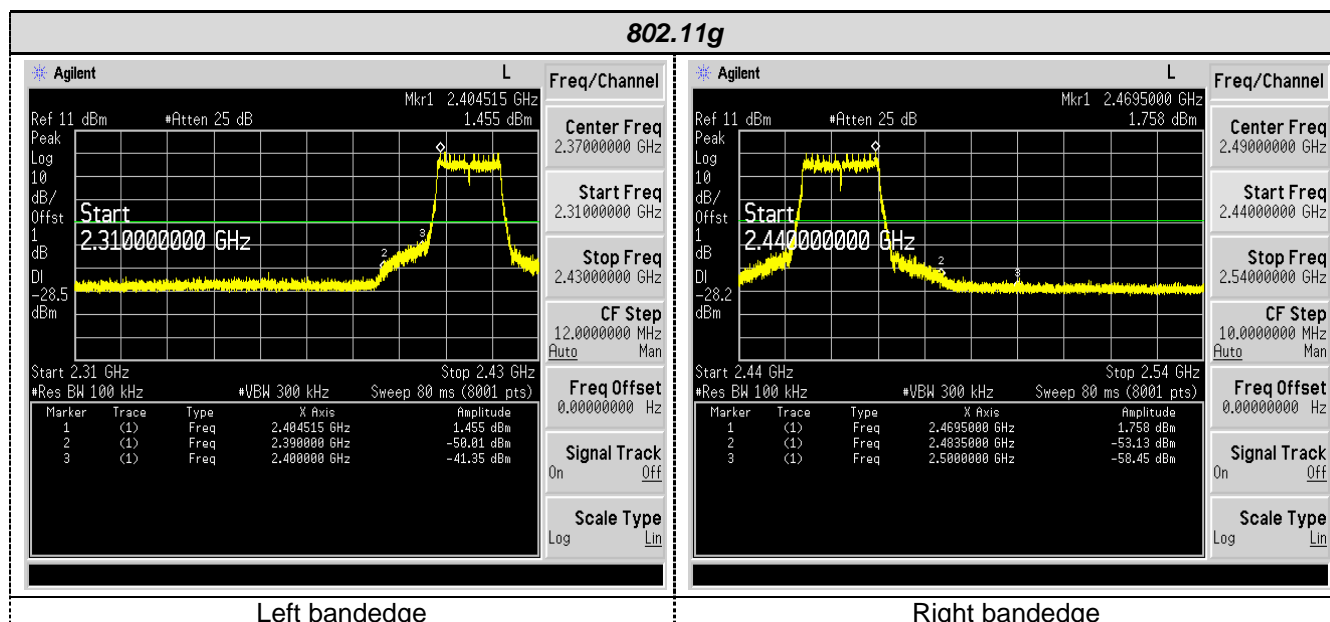 802.11g
Agilent L
Mkr1 2.404515 GHz
Ref 11 dBm #Atten 25 dB 1.455 dBm
Peak
Log
10
dB/
Offst
1
dB
DI
-28.5
dBm
Start
2.310000000 GHz
1
2
3
Start 2.31 GHz Stop 2.43 GHz
#Res BW 100 kHz #VBW 300 kHz Sweep 80 ms (8001 pts)
Marker Trace Type X Axis Amplitude
1 (1) Freq 2.404515 GHz 1.455 dBm
2 (1) Freq 2.390000 GHz -50.01 dBm
3 (1) Freq 2.400000 GHz -41.35 dBm
Freq/Channel
Center Freq
2.37000000 GHz
Start Freq
2.31000000 GHz
Stop Freq
2.43000000 GHz
CF Step
12.0000000 MHz
Auto Man
Freq Offset
0.00000000 Hz
Signal Track
On Off
Scale Type
Log Lin
Left bandedge
Agilent L
Mkr1 2.4695000 GHz
Ref 11 dBm #Atten 25 dB 1.758 dBm
Peak
Log
10
dB/
Offst
1
dB
DI
-28.2
dBm
Start
2.440000000 GHz
2
3
Start 2.44 GHz Stop 2.54 GHz
#Res BW 100 kHz #VBW 300 kHz Sweep 80 ms (8001 pts)
Marker Trace Type X Axis Amplitude
1 (1) Freq 2.4695000 GHz 1.758 dBm
2 (1) Freq 2.4835000 GHz -53.13 dBm
3 (1) Freq 2.5000000 GHz -58.45 dBm
Freq/Channel
Center Freq
2.49000000 GHz
Start Freq
2.44000000 GHz
Stop Freq
2.54000000 GHz
CF Step
10.0000000 MHz
Auto Man
Freq Offset
0.00000000 Hz
Signal Track
On Off
Scale Type
Log Lin
Right bandedge